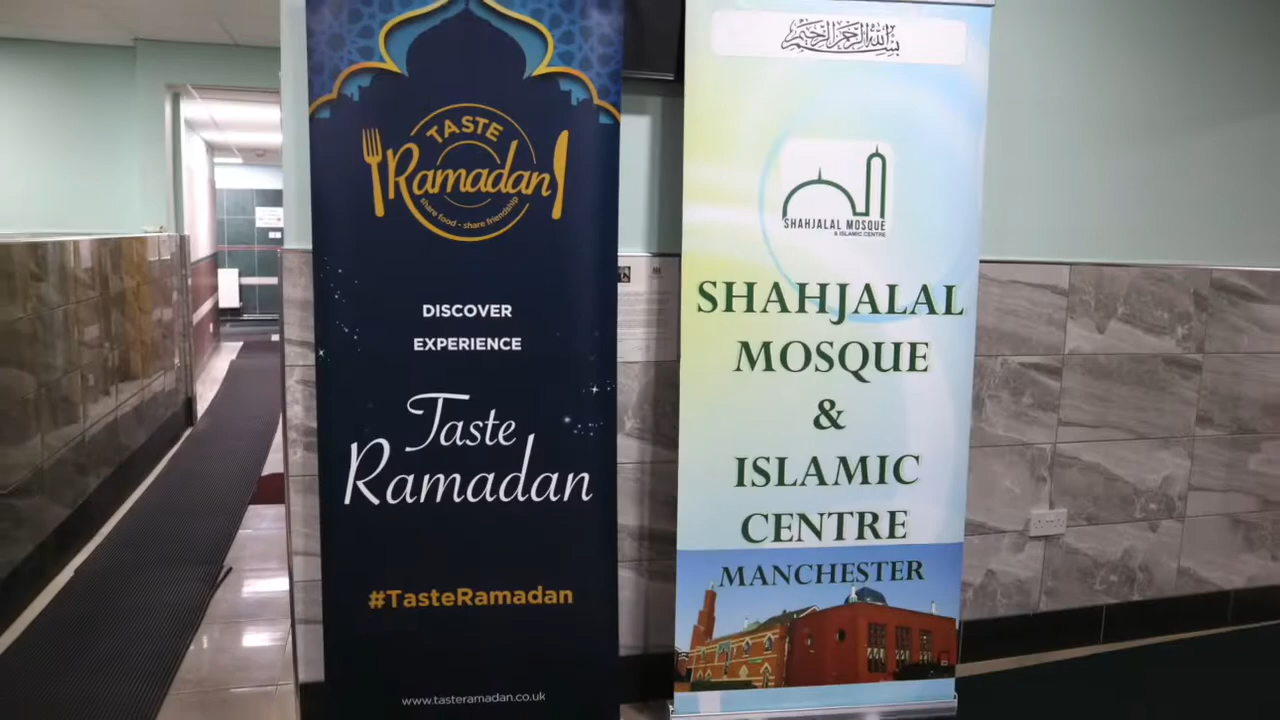 TASTE
Ramadan
share food - share friendship
DISCOVER
EXPERIENCE
Taste
Ramadan
#TasteRamadan
www.tasteramadan.co.uk
بسم الله الرحمن الرحيم
SHAHJALAL MOSQUE
& ISLAMIC CENTRE
SHAHJALAL
MOSQUE
&
ISLAMIC
CENTRE
MANCHESTER